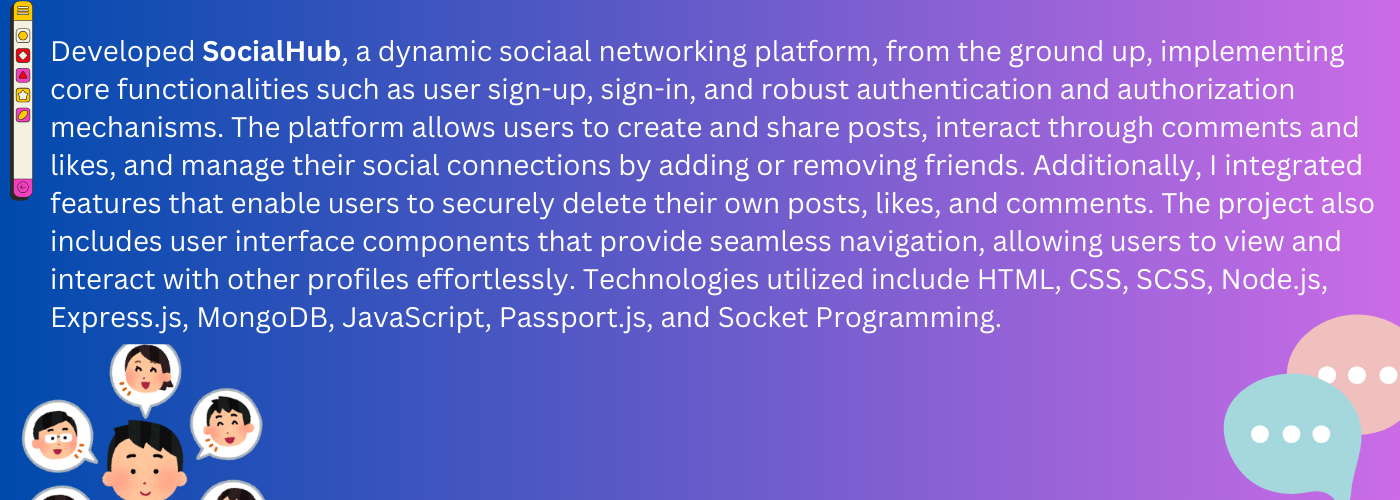 Developed SocialHub, a dynamic sociaal networking platform, from the ground up, implementing
core functionalities such as user sign-up, sign-in, and robust authentication and authorization
mechanisms. The platform allows users to create and share posts, interact through comments and
likes, and manage their social connections by adding or removing friends. Additionally, I integrated
features that enable users to securely delete their own posts, likes, and comments. The project also
includes user interface components that provide seamless navigation, allowing users to view and
interact with other profiles effortlessly. Technologies utilized include HTML, CSS, SCSS, Node.js,
Express.js, MongoDB, JavaScript, Passport.js, and Socket Programming.